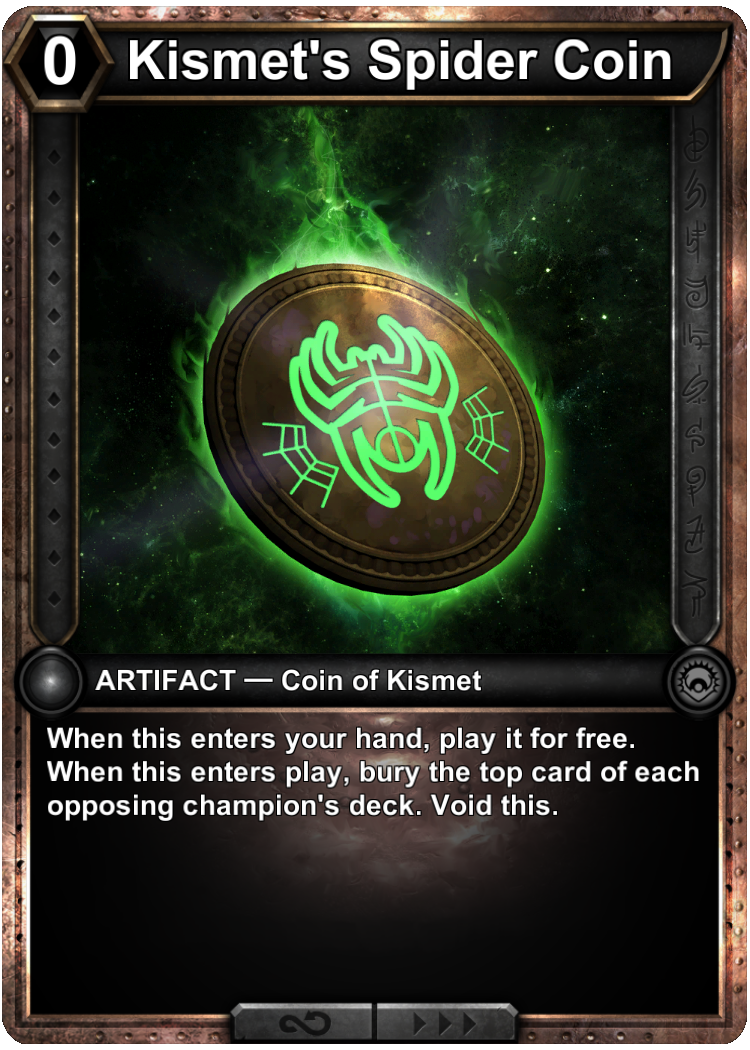 0
Kismet's Spider Coin
ARTIFACT — Coin of Kismet
When this enters your hand, play it for free.
When this enters play, bury the top card of each
opposing champion's deck. Void this.